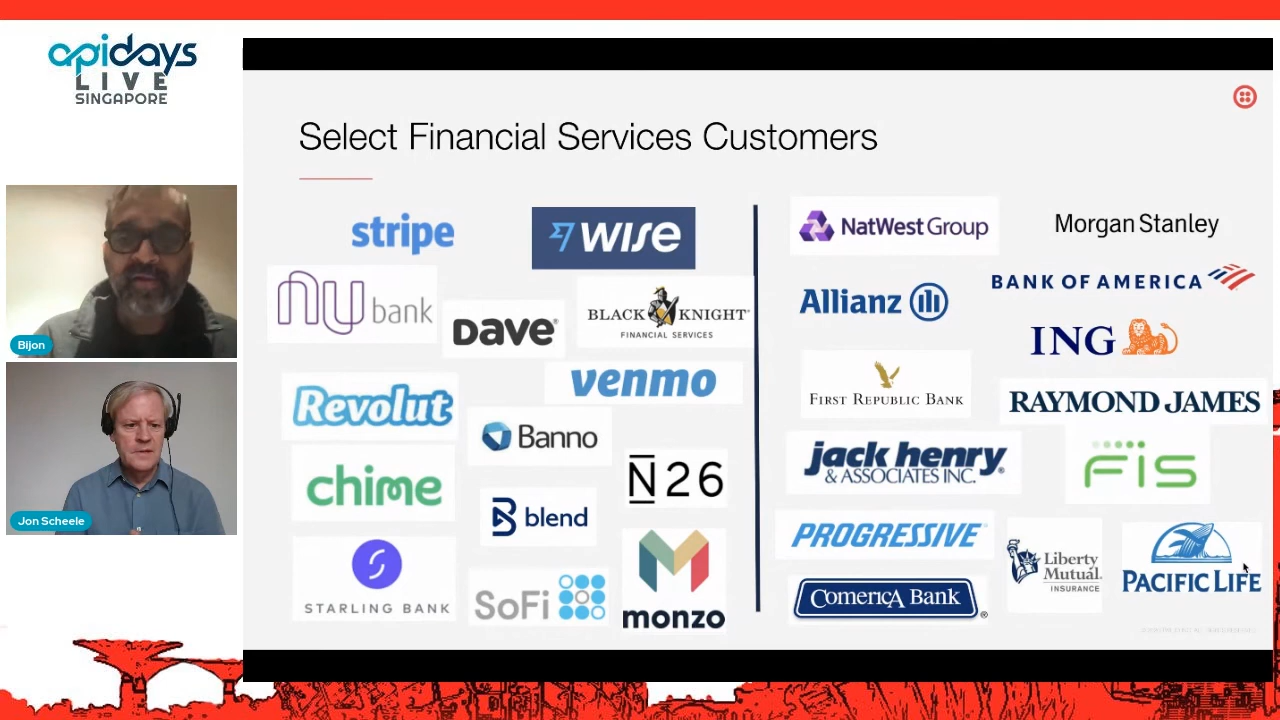 apidays
LIVE
SINGAPORE
Bijon
Jon Scheele
Select Financial Services Customers
stripe
WISE
nu bank
Dave
BLACK KNIGHT
FINANCIAL SERVICES
Revolut
venmo
Banno
chime
N26
blend
STARLING BANK
SoFi
monzo
NatWest Group
Morgan Stanley
Allianz
BANK OF AMERICA
ING
FIRST REPUBLIC BANK
RAYMOND JAMES
jack henry
& ASSOCIATES INC.
FIS
PROGRESSIVE
Liberty
Mutual.
INSURANCE
PACIFIC LIFE
COMERICA BANK